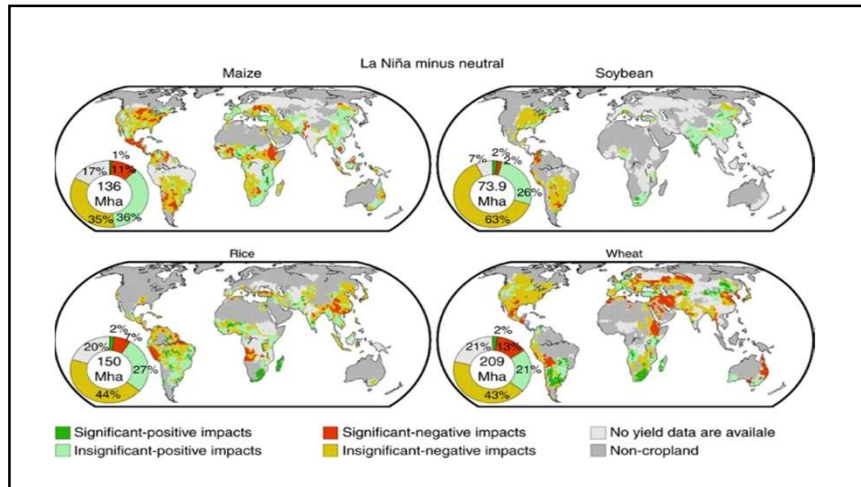 La Niña minus neutral
Maize
Soybean
1%
11%
17%
136
Mha
35%
36%
2%
2%
7%
73.9
Mha
26%
63%
Rice
Wheat
2%
7%
20%
150
Mha
27%
44%
2%
13%
21%
209
Mha
21%
43%
Significant-positive impacts
Significant-negative impacts
No yield data are availale
Insignificant-positive impacts
Insignificant-negative impacts
Non-cropland